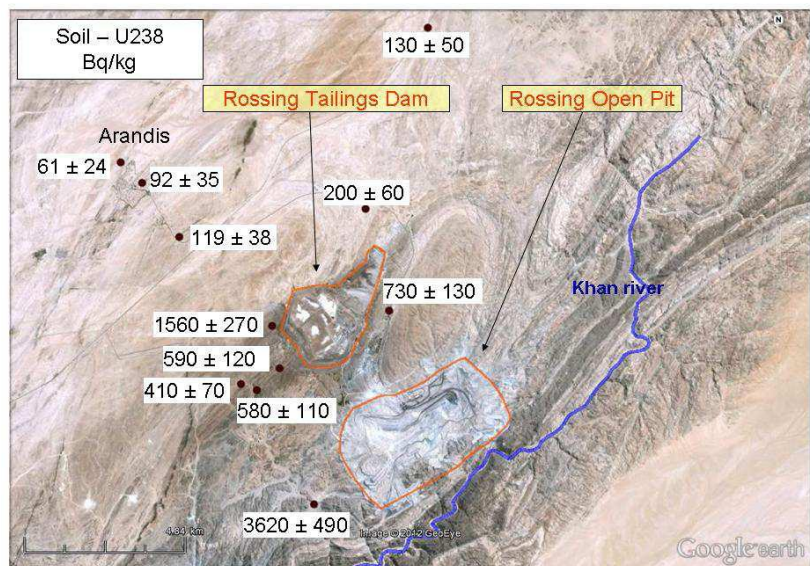 Soil – U238
Bq/kg
130 ± 50
N
Rossing Tailings Dam
Rossing Open Pit
Arandis
61 ± 24
92 ± 35
200 ± 60
119 ± 38
Khan river
730 ± 130
1560 ± 270
590 ± 120
410 ± 70
580 ± 110
3620 ± 490
4.84 km
Image © 2012 GeoEye
Google earth